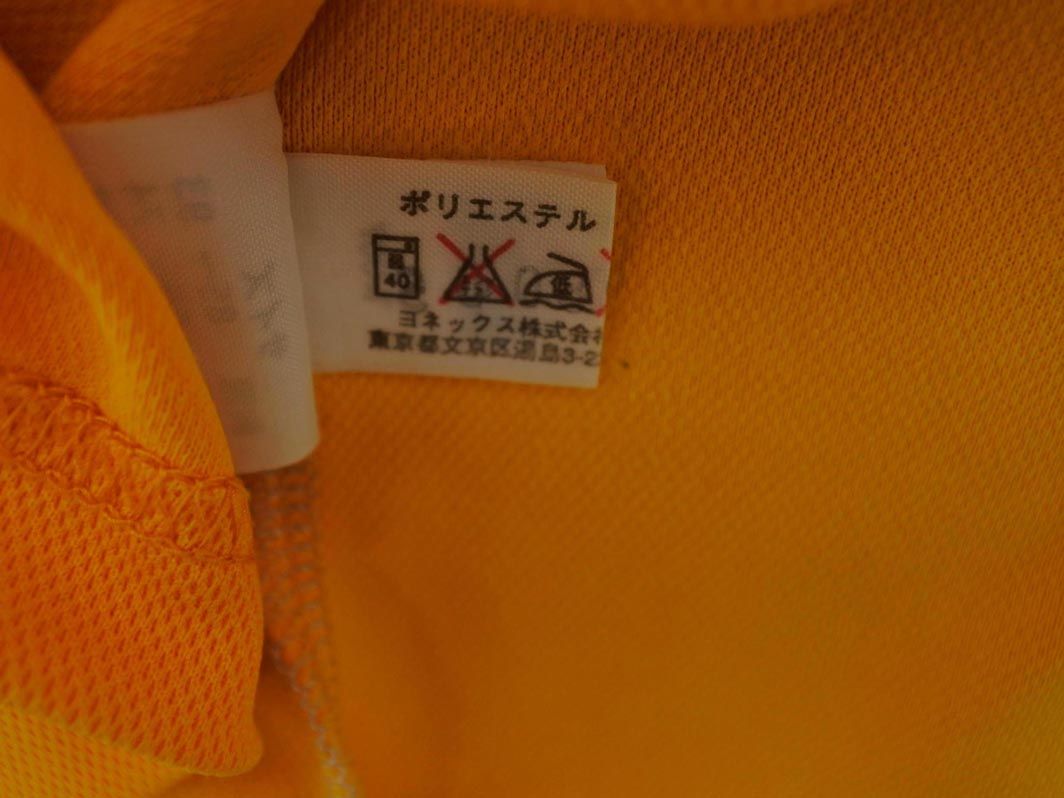 ポリエステル
40
低
ヨネックス株式会
東京都文京区湯島3-2